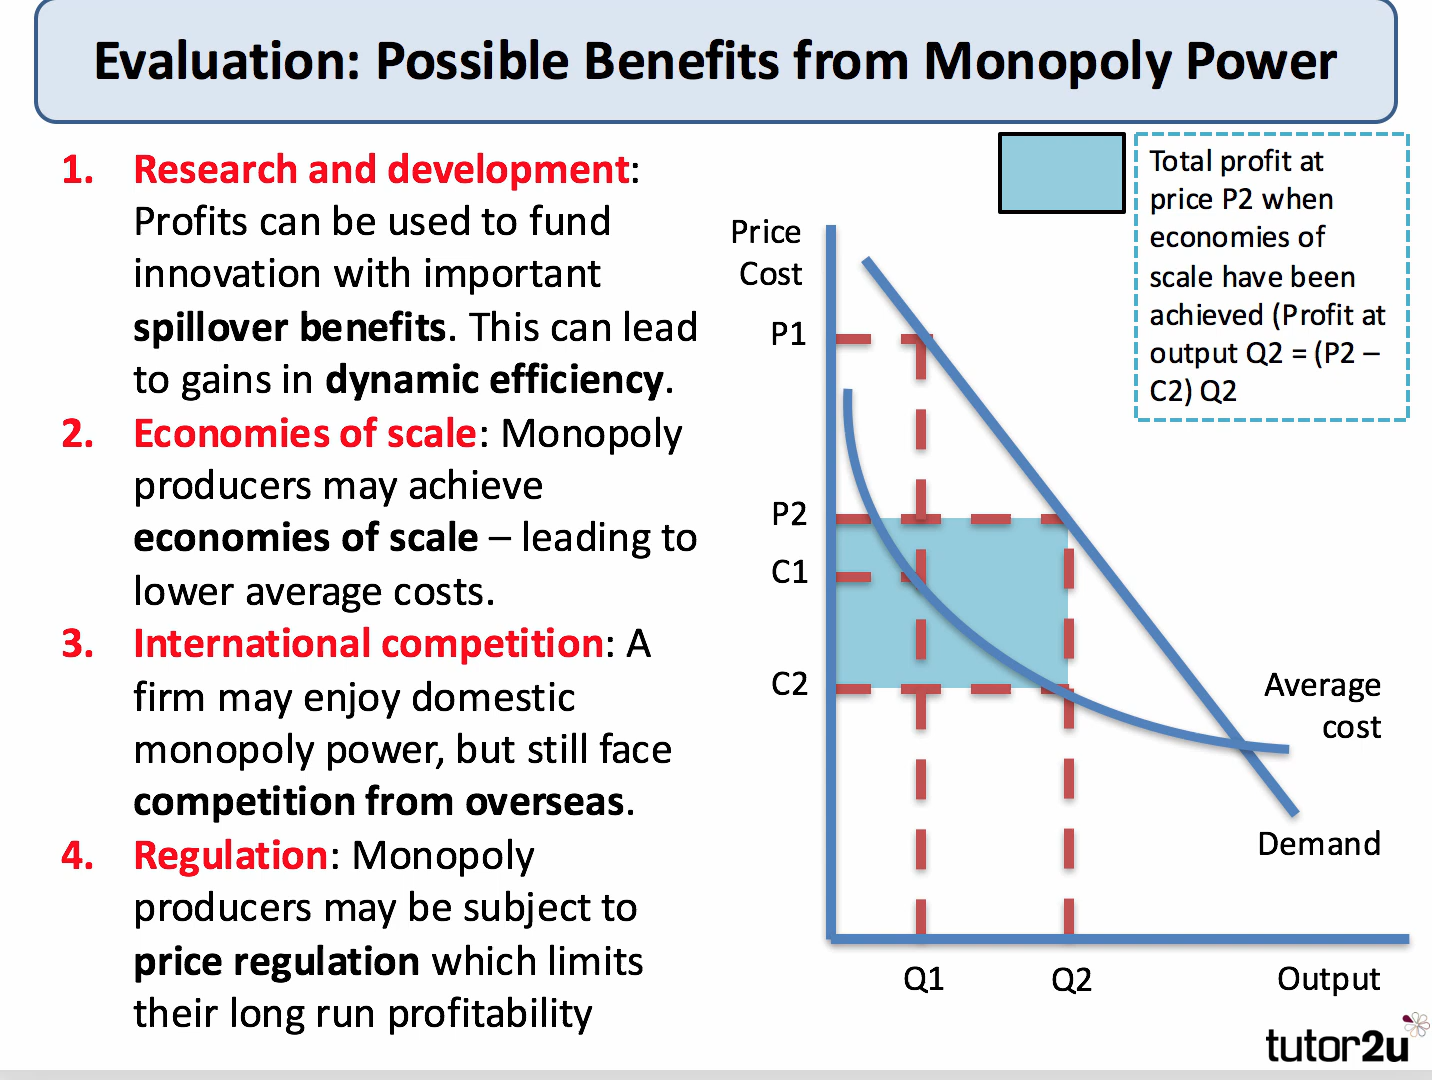 Evaluation: Possible Benefits from Monopoly Power
1. Research and development:
Profits can be used to fund
innovation with important
spillover benefits. This can lead
to gains in dynamic efficiency.
2. Economies of scale: Monopoly
producers may achieve
economies of scale – leading to
lower average costs.
3. International competition: A
firm may enjoy domestic
monopoly power, but still face
competition from overseas.
4. Regulation: Monopoly
producers may be subject to
price regulation which limits
their long run profitability
Total profit at
price P2 when
economies of
scale have been
achieved (Profit at
output Q2 = (P2 –
C2) Q2
Price
Cost
P1
P2
C1
C2
Average
cost
Demand
Q1
Q2
Output
tutor2u